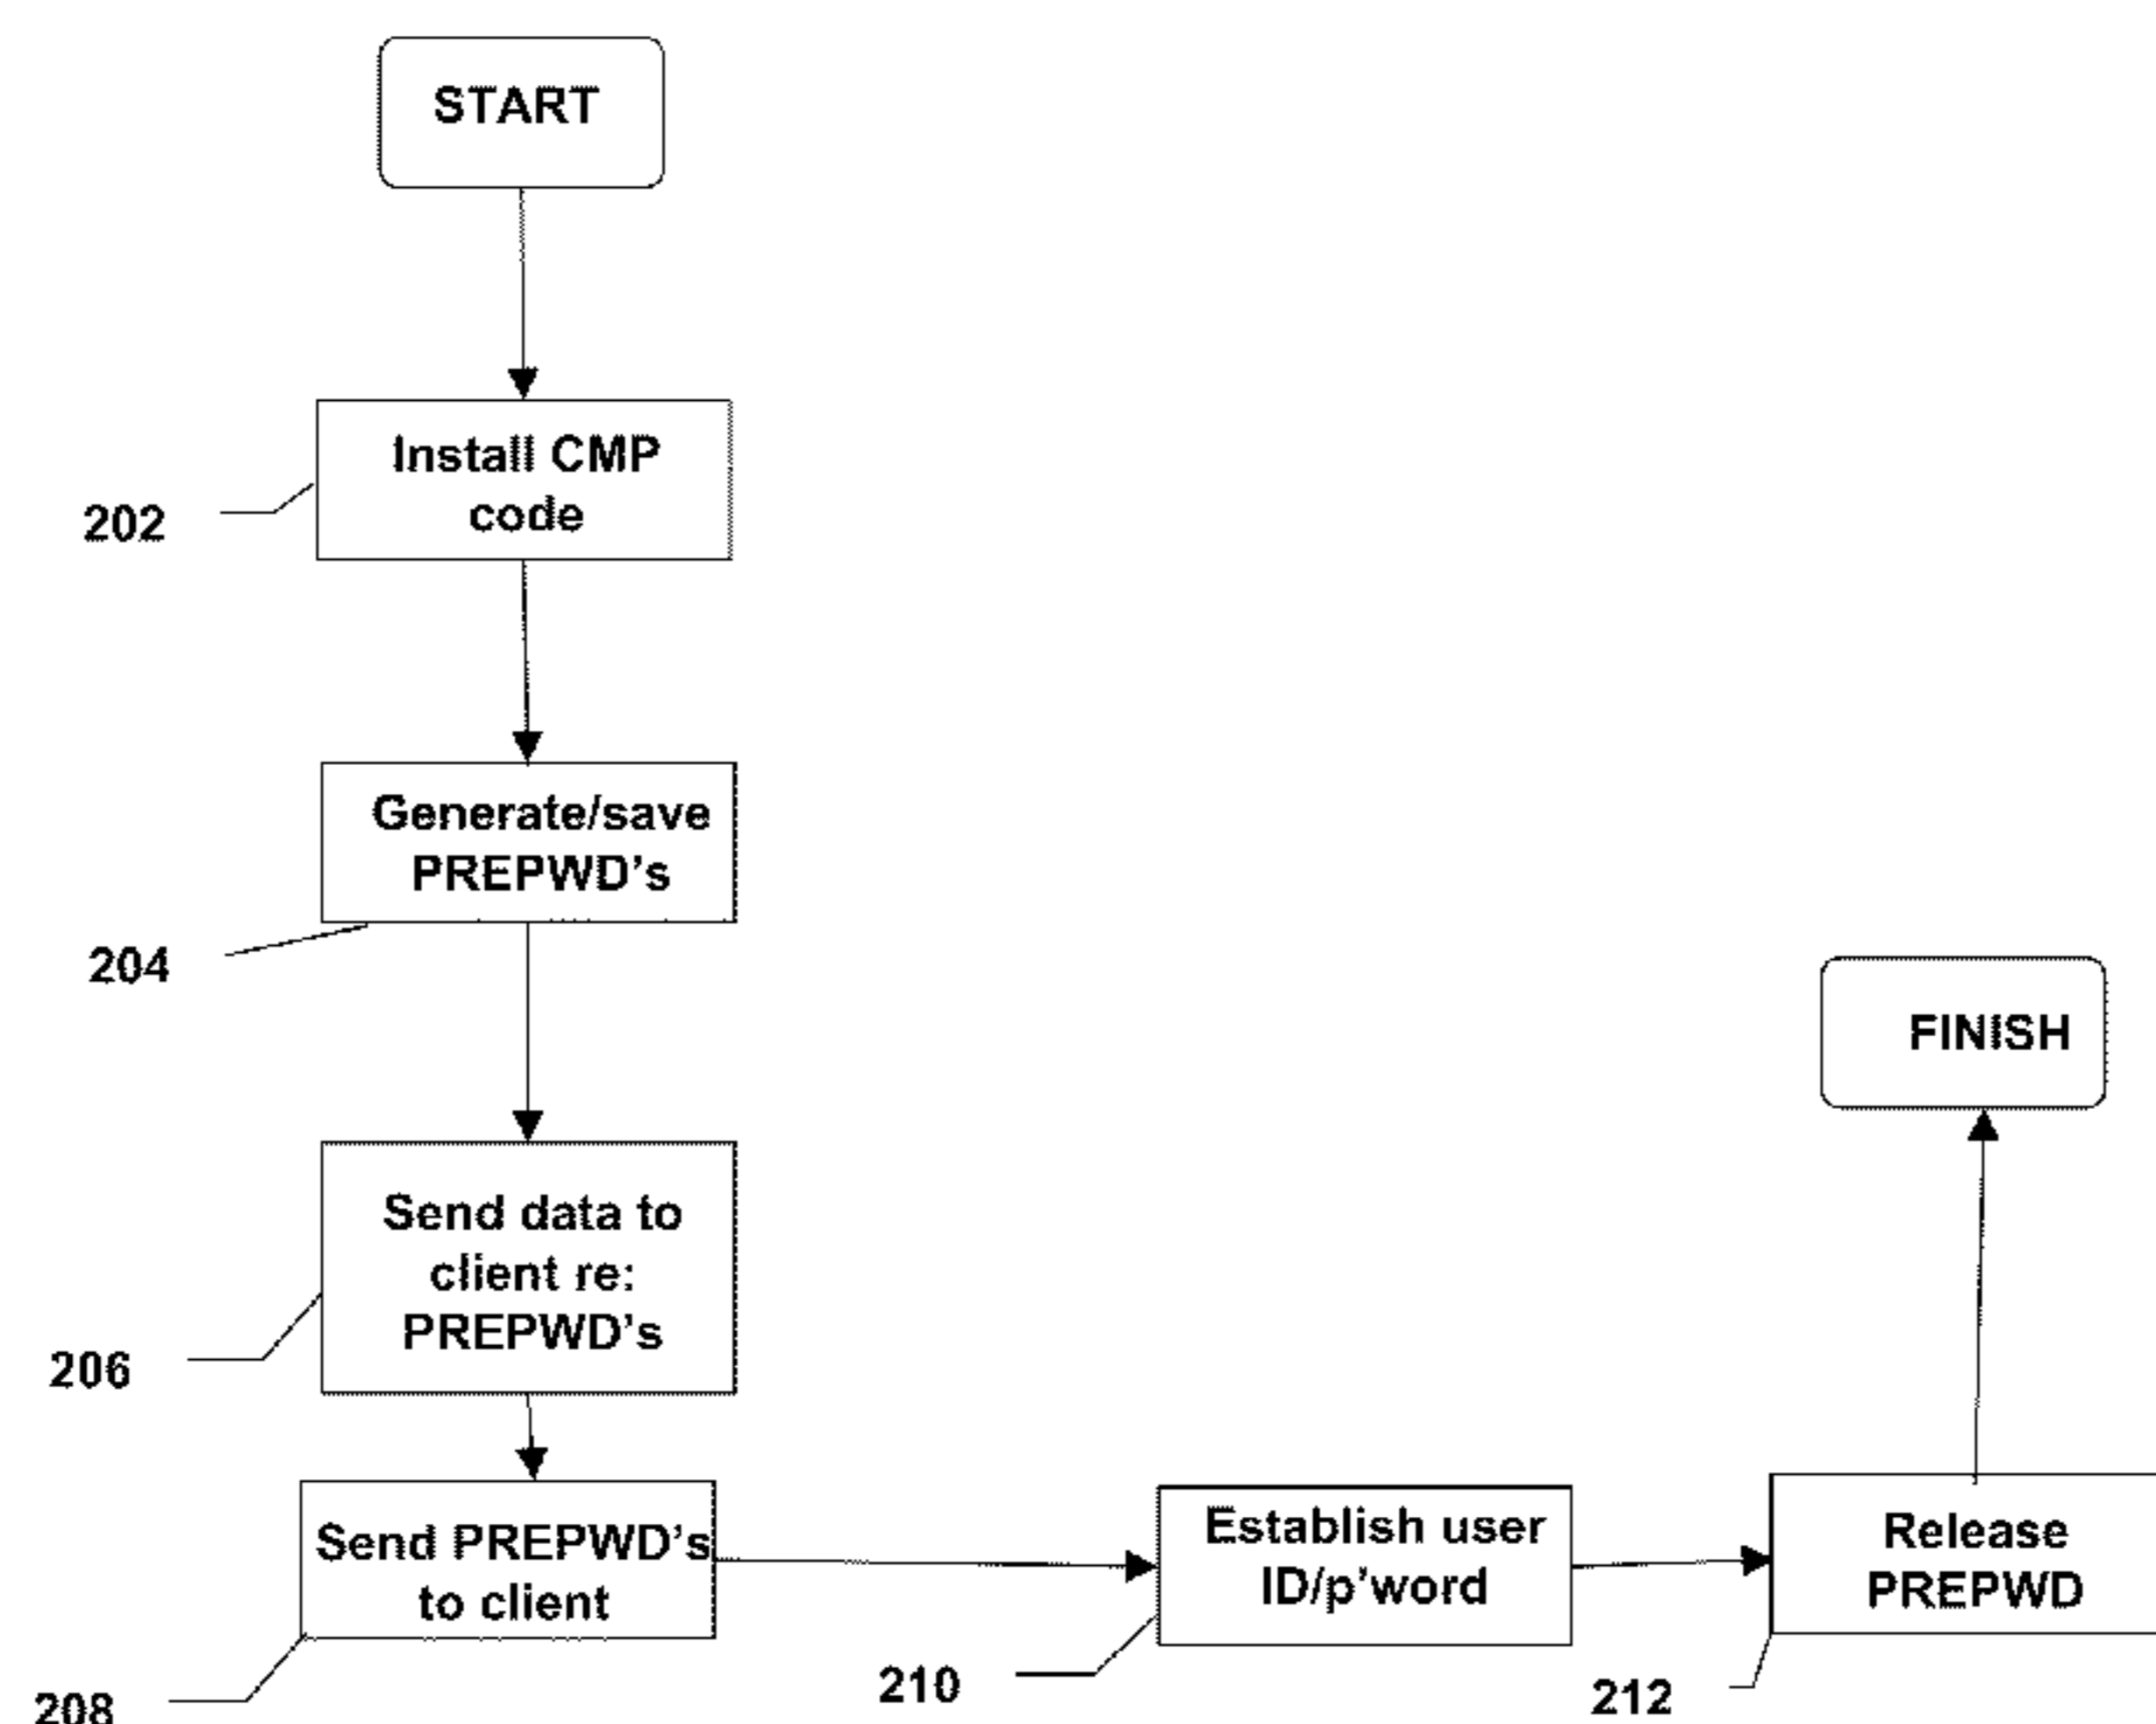 START
Install CMP
code
202
Generate/save
PREPWD's
204
Send data to
client re:
PREPWD's
206
Send PREPWD's
to client
208
Establish user
ID/p'word
210
Release
PREPWD
212
FINISH